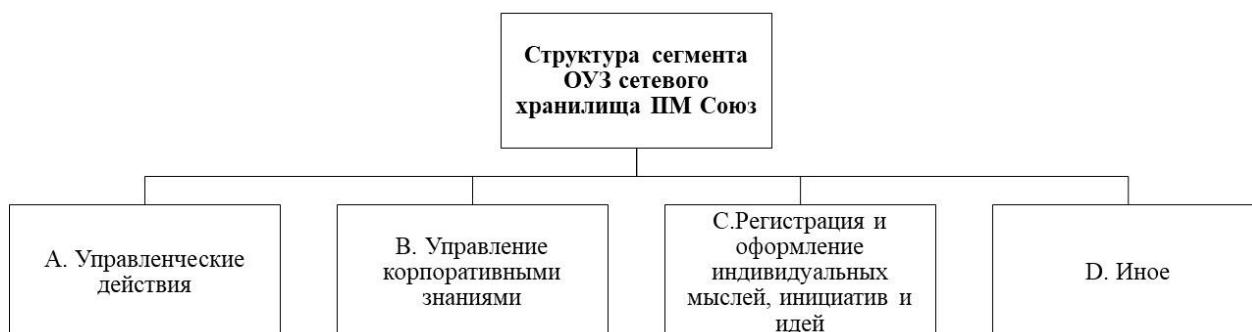 Структура сегмента
ОУЗ сетевого
хранилища ПМ Союз
А. Управленческие
действия
В. Управление
корпоративными
знаниями
С.Регистрация и
оформление
индивидуальных
мыслей, инициатив и
идей
D. Иное